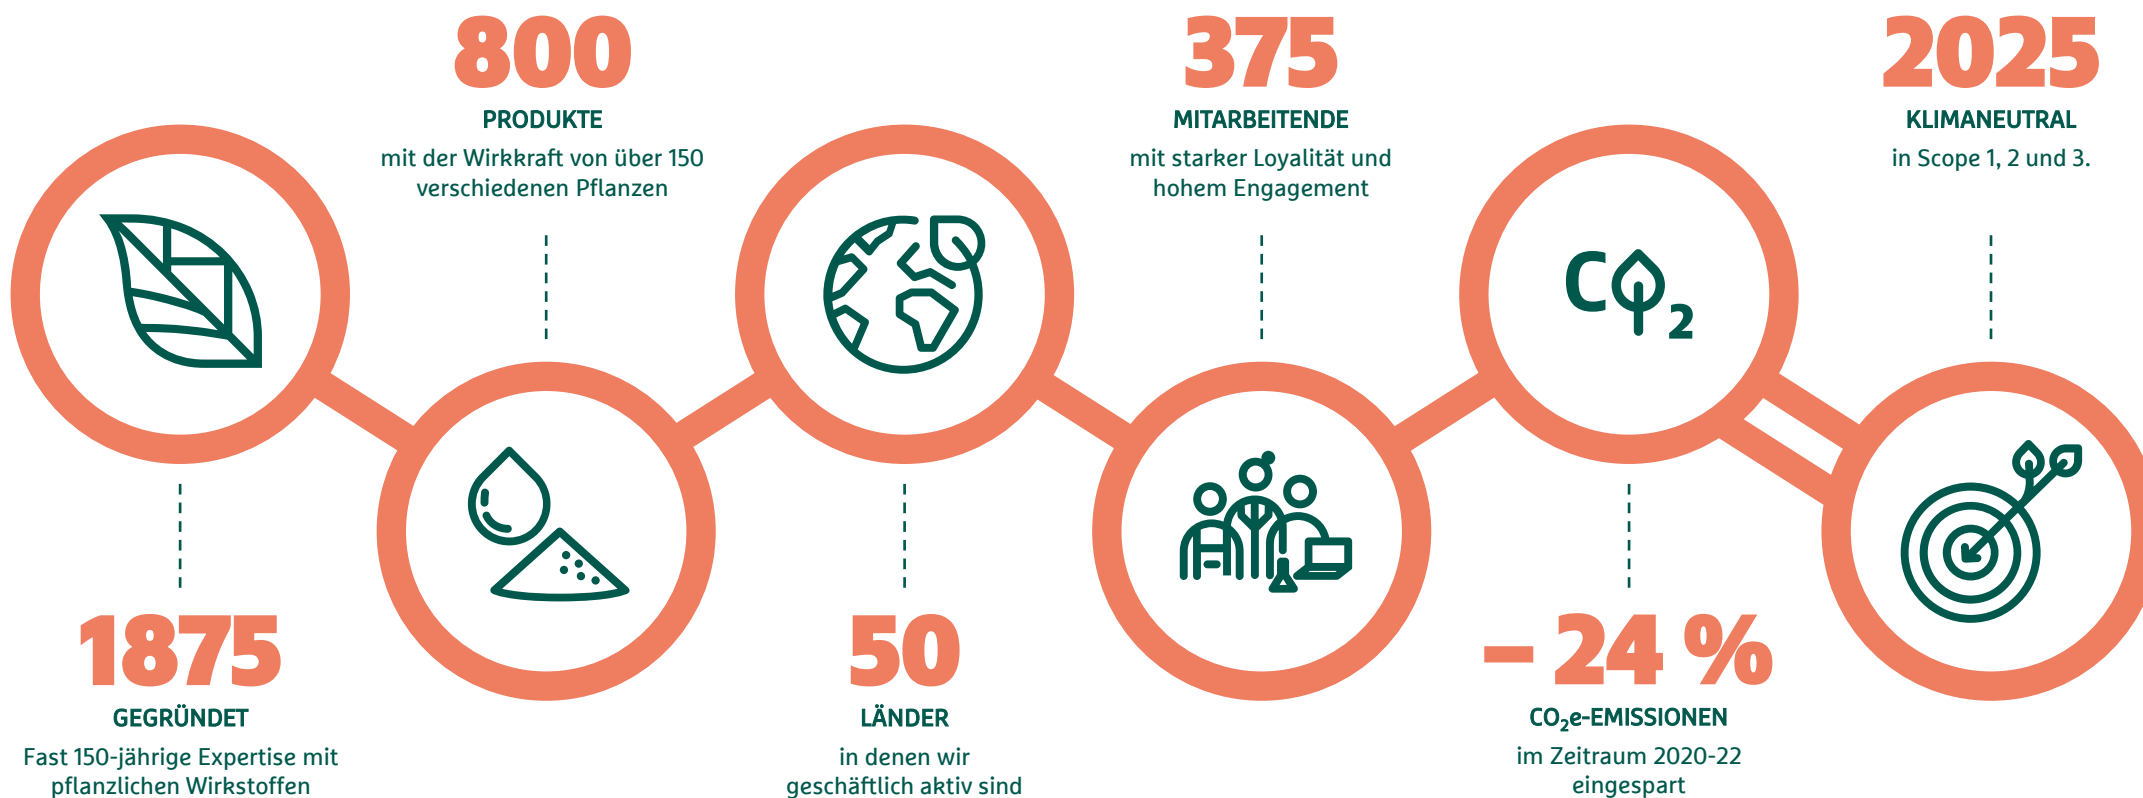 1875
GEGRÜNDET
Fast 150-jährige Expertise mit
pflanzlichen Wirkstoffen
800
PRODUKTE
mit der Wirkkraft von über 150
verschiedenen Pflanzen
50
LÄNDER
in denen wir
geschäftlich aktiv sind
375
MITARBEITENDE
mit starker Loyalität und
hohem Engagement
CO₂
– 24 %
CO₂e-EMISSIONEN
im Zeitraum 2020-22
eingespart
2025
KLIMANEUTRAL
in Scope 1, 2 und 3.